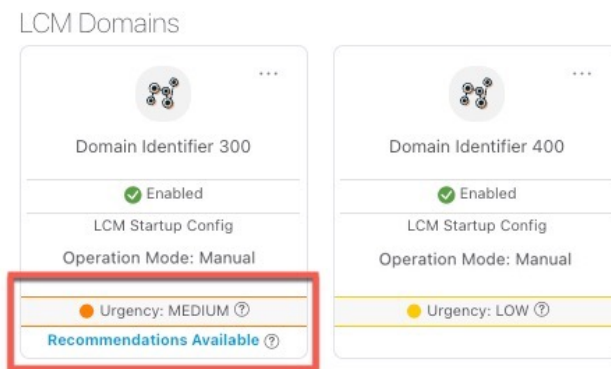 LCM Domains
...
Domain Identifier 300
Enabled
LCM Startup Config
Operation Mode: Manual
Urgency: MEDIUM ?
Recommendations Available ?
...
Domain Identifier 400
Enabled
LCM Startup Config
Operation Mode: Manual
Urgency: LOW ?